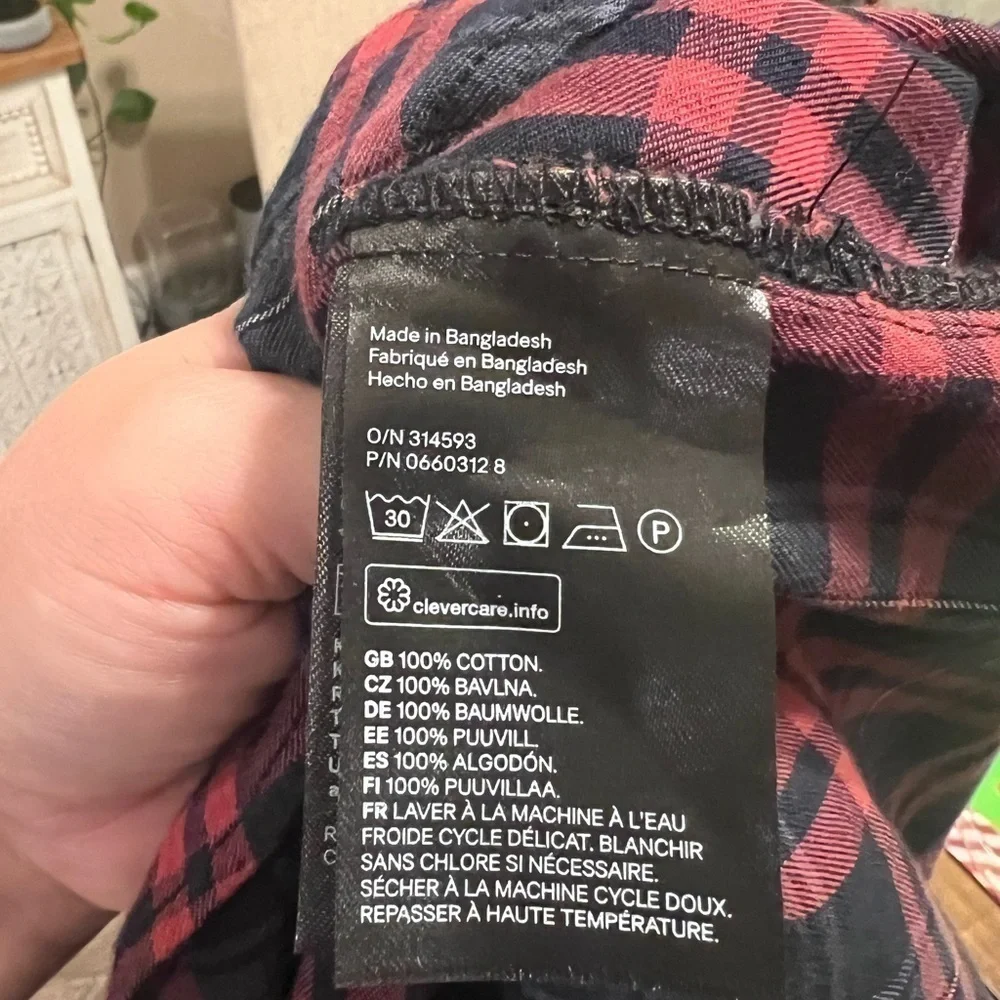 Made in Bangladesh
Fabriqué en Bangladesh
Hecho en Bangladesh
O/N 314593
P/N 0660312 8
30 P
clevercare.info
GB 100% COTTON.
CZ 100% BAVLNA.
DE 100% BAUMWOLLE.
EE 100% PUUVILL.
ES 100% ALGODÓN.
FI 100% PUUVILLAA.
FR LAVER À LA MACHINE À L'EAU
FROIDE CYCLE DÉLICAT. BLANCHIR
SANS CHLORE SI NÉCESSAIRE.
SÉCHER À LA MACHINE CYCLE DOUX.
REPASSER À HAUTE TEMPÉRATURE.